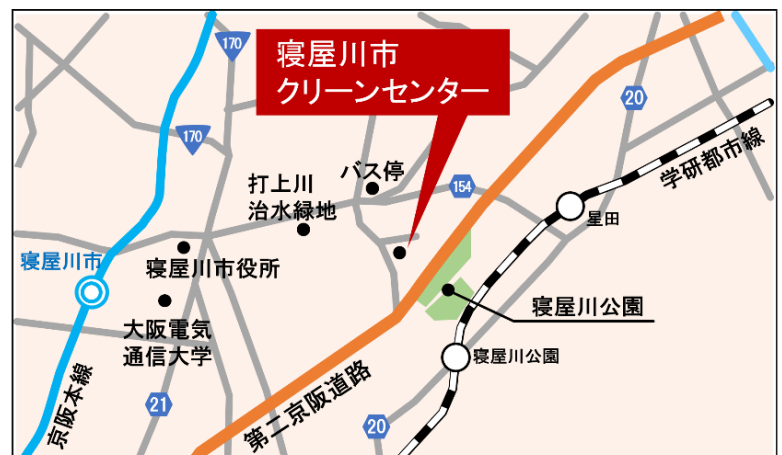 170
寝屋川市
クリーンセンター
20
170
学研都市線
打上川
治水緑地
バス停
154
星田
寝屋川市
寝屋川市役所
寝屋川公園
大阪電気
通信大学
寝屋川公園
京阪本線
21
第二京阪道路
20